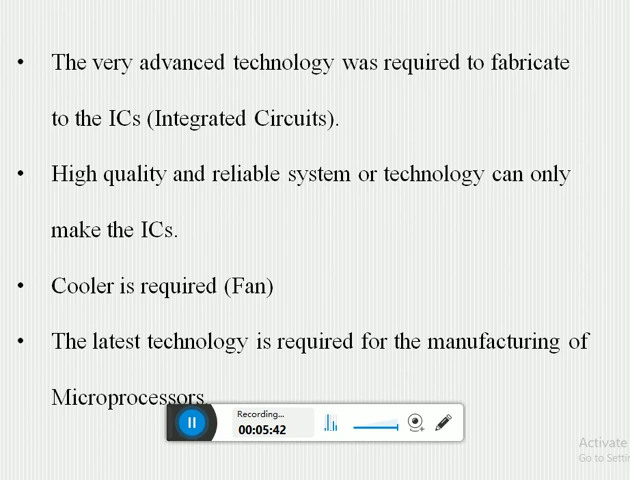 • The very advanced technology was required to fabricate
to the ICs (Integrated Circuits).
• High quality and reliable system or technology can only
make the ICs.
• Cooler is required (Fan)
• The latest technology is required for the manufacturing of
Microprocessors.
Recording...
00:05:42
Activate
Go to Settin